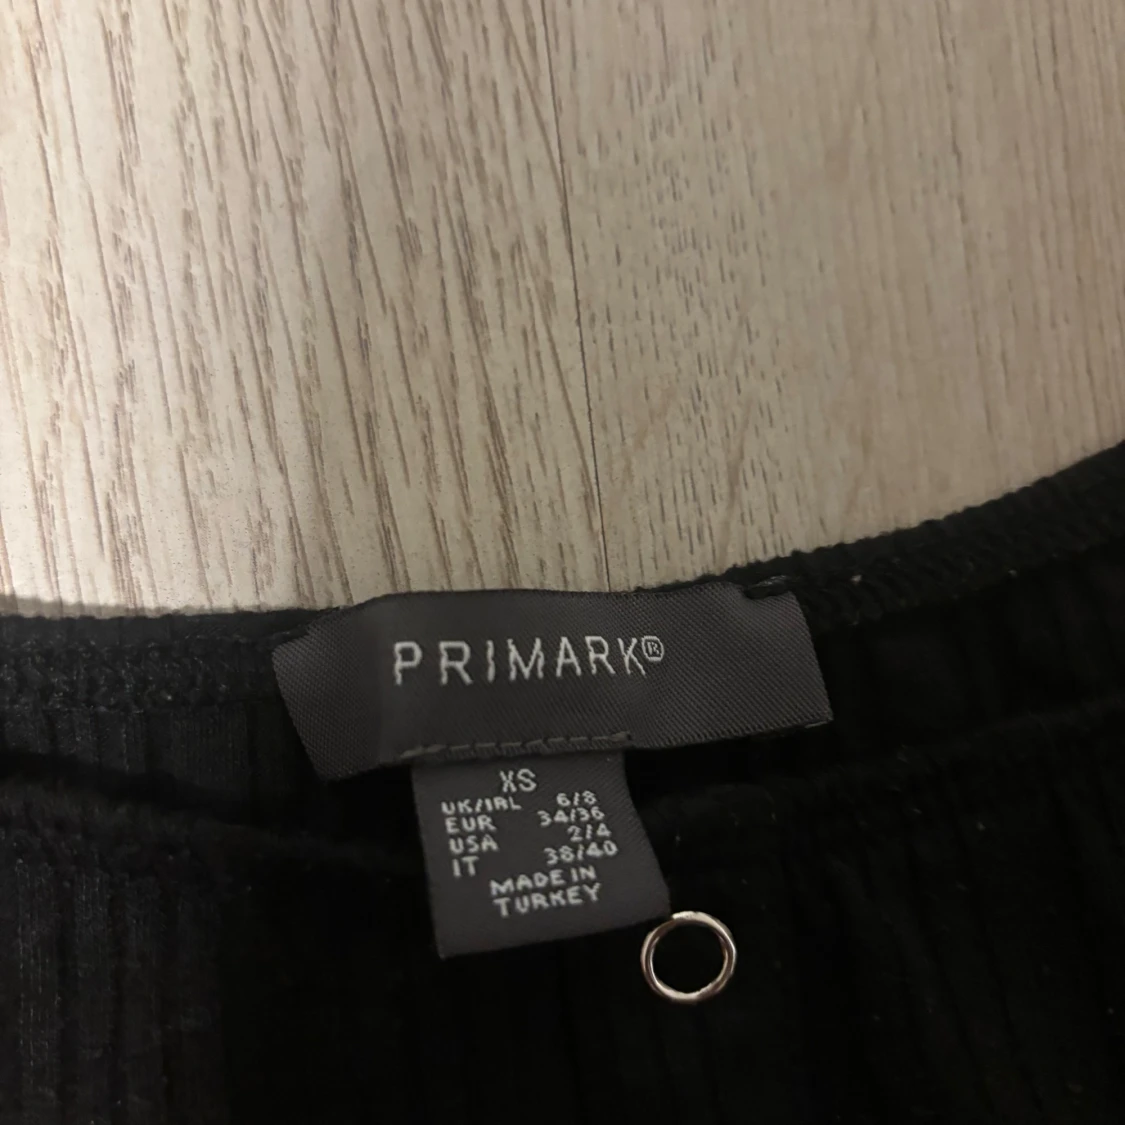 PRIMARK®
XS
UK/IRL 6/8
EUR 34/36
USA 2/4
IT 38/40
MADE IN
TURKEY